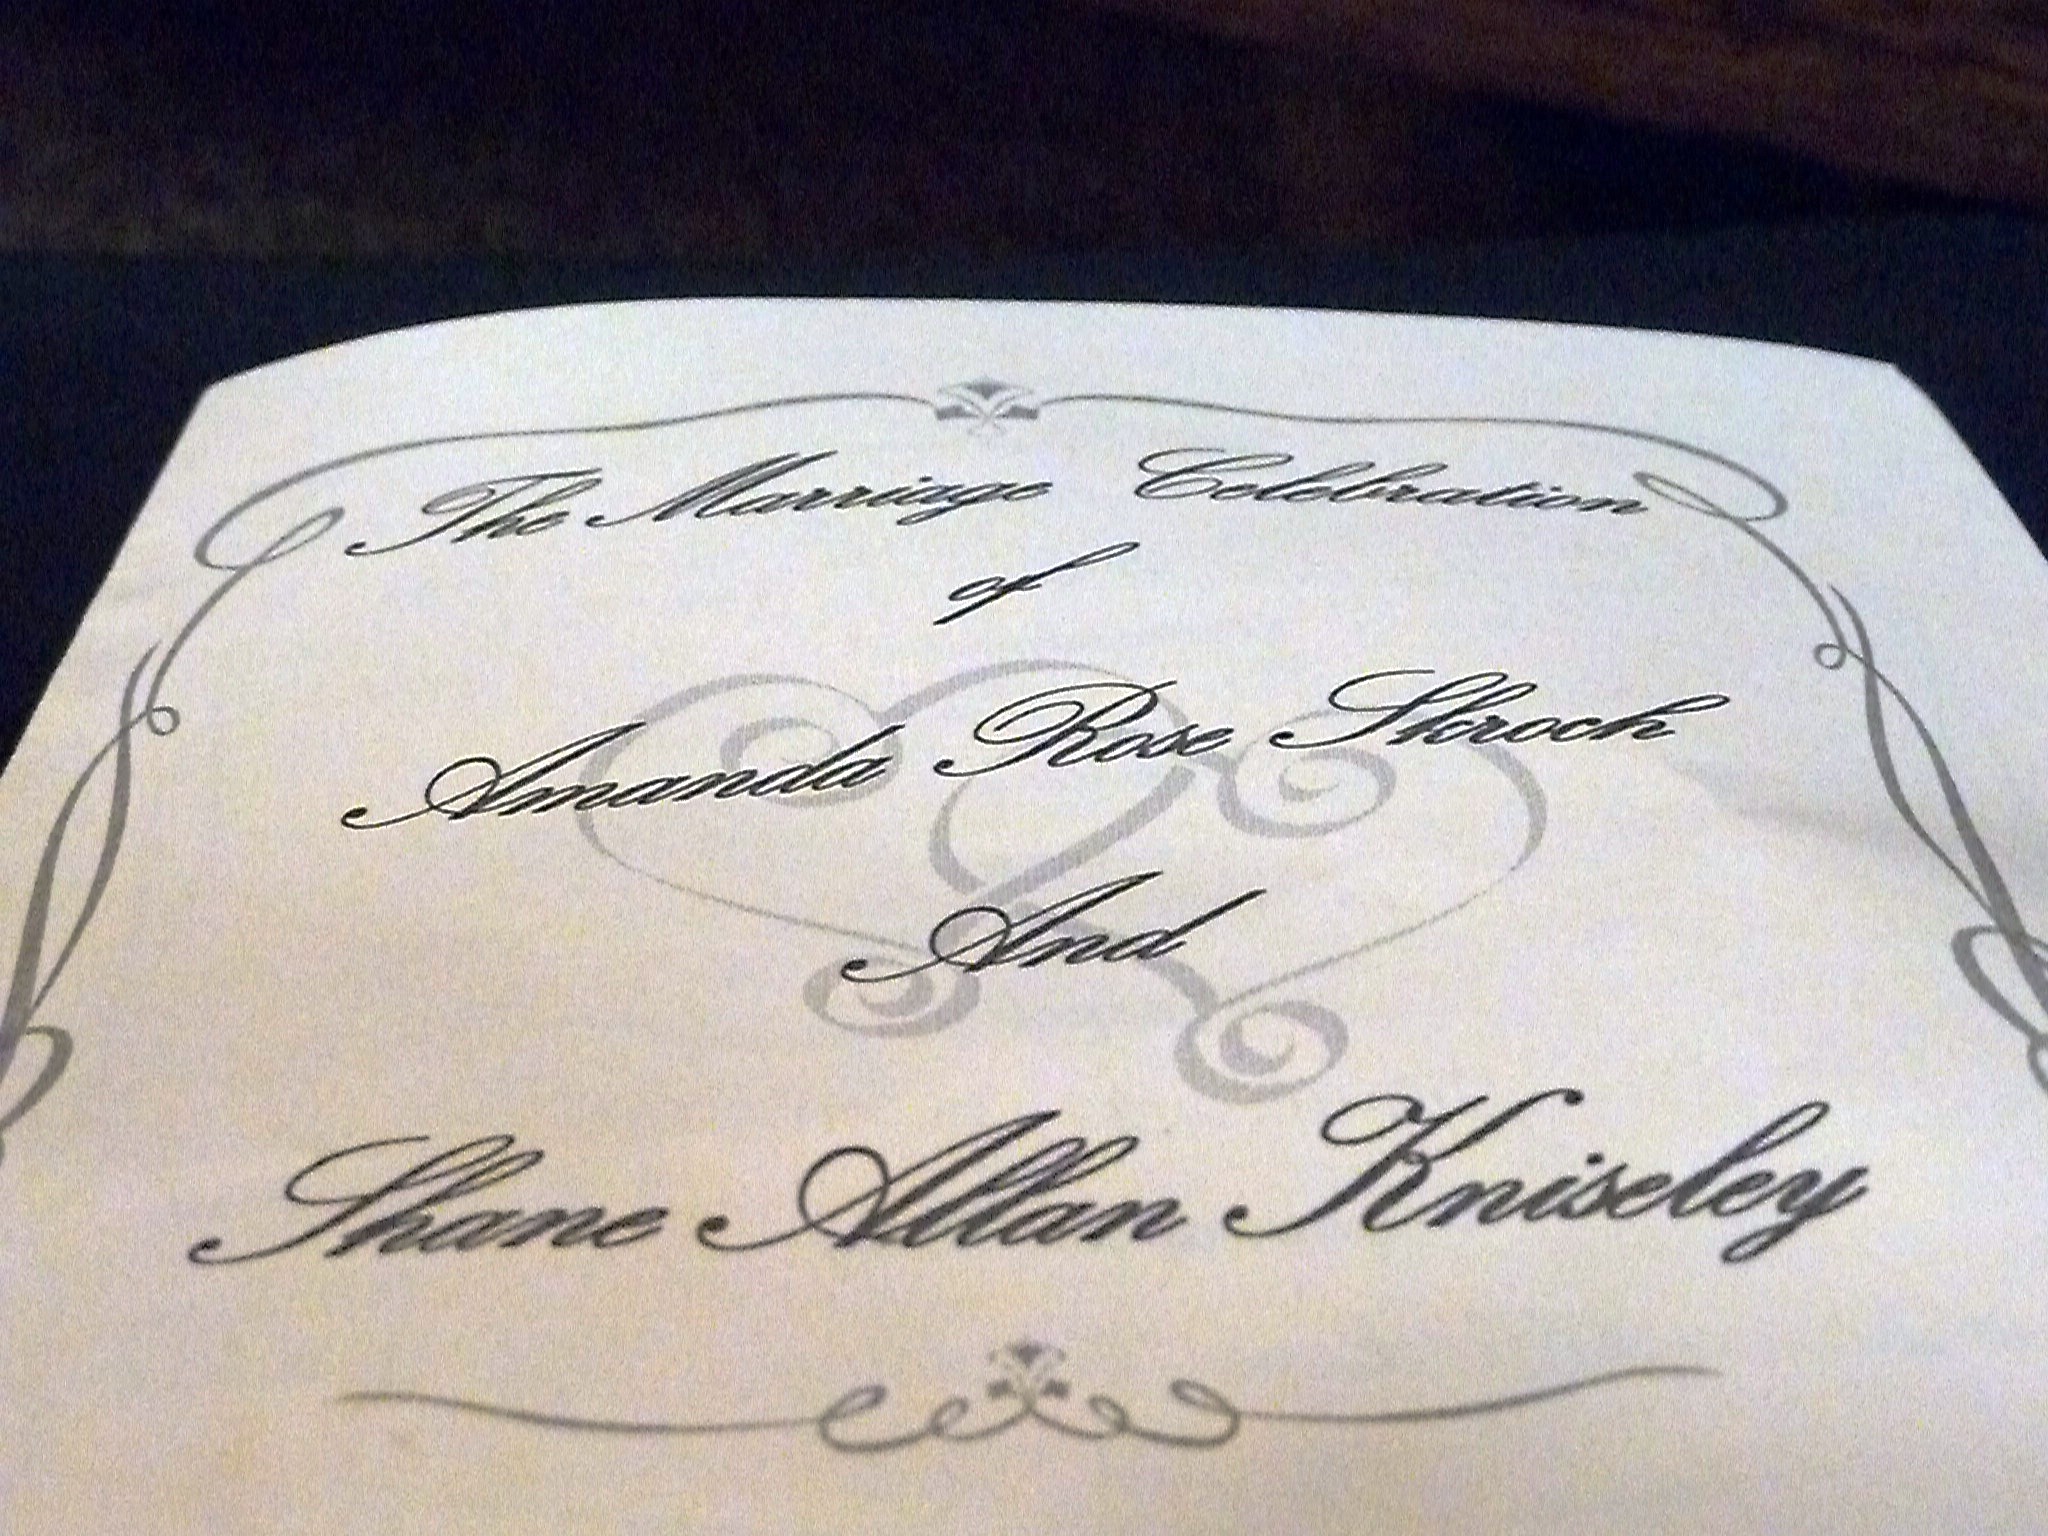 The Marriage Celebration
of
Amanda Rose Skroch
And
Shane Allan Kniseley